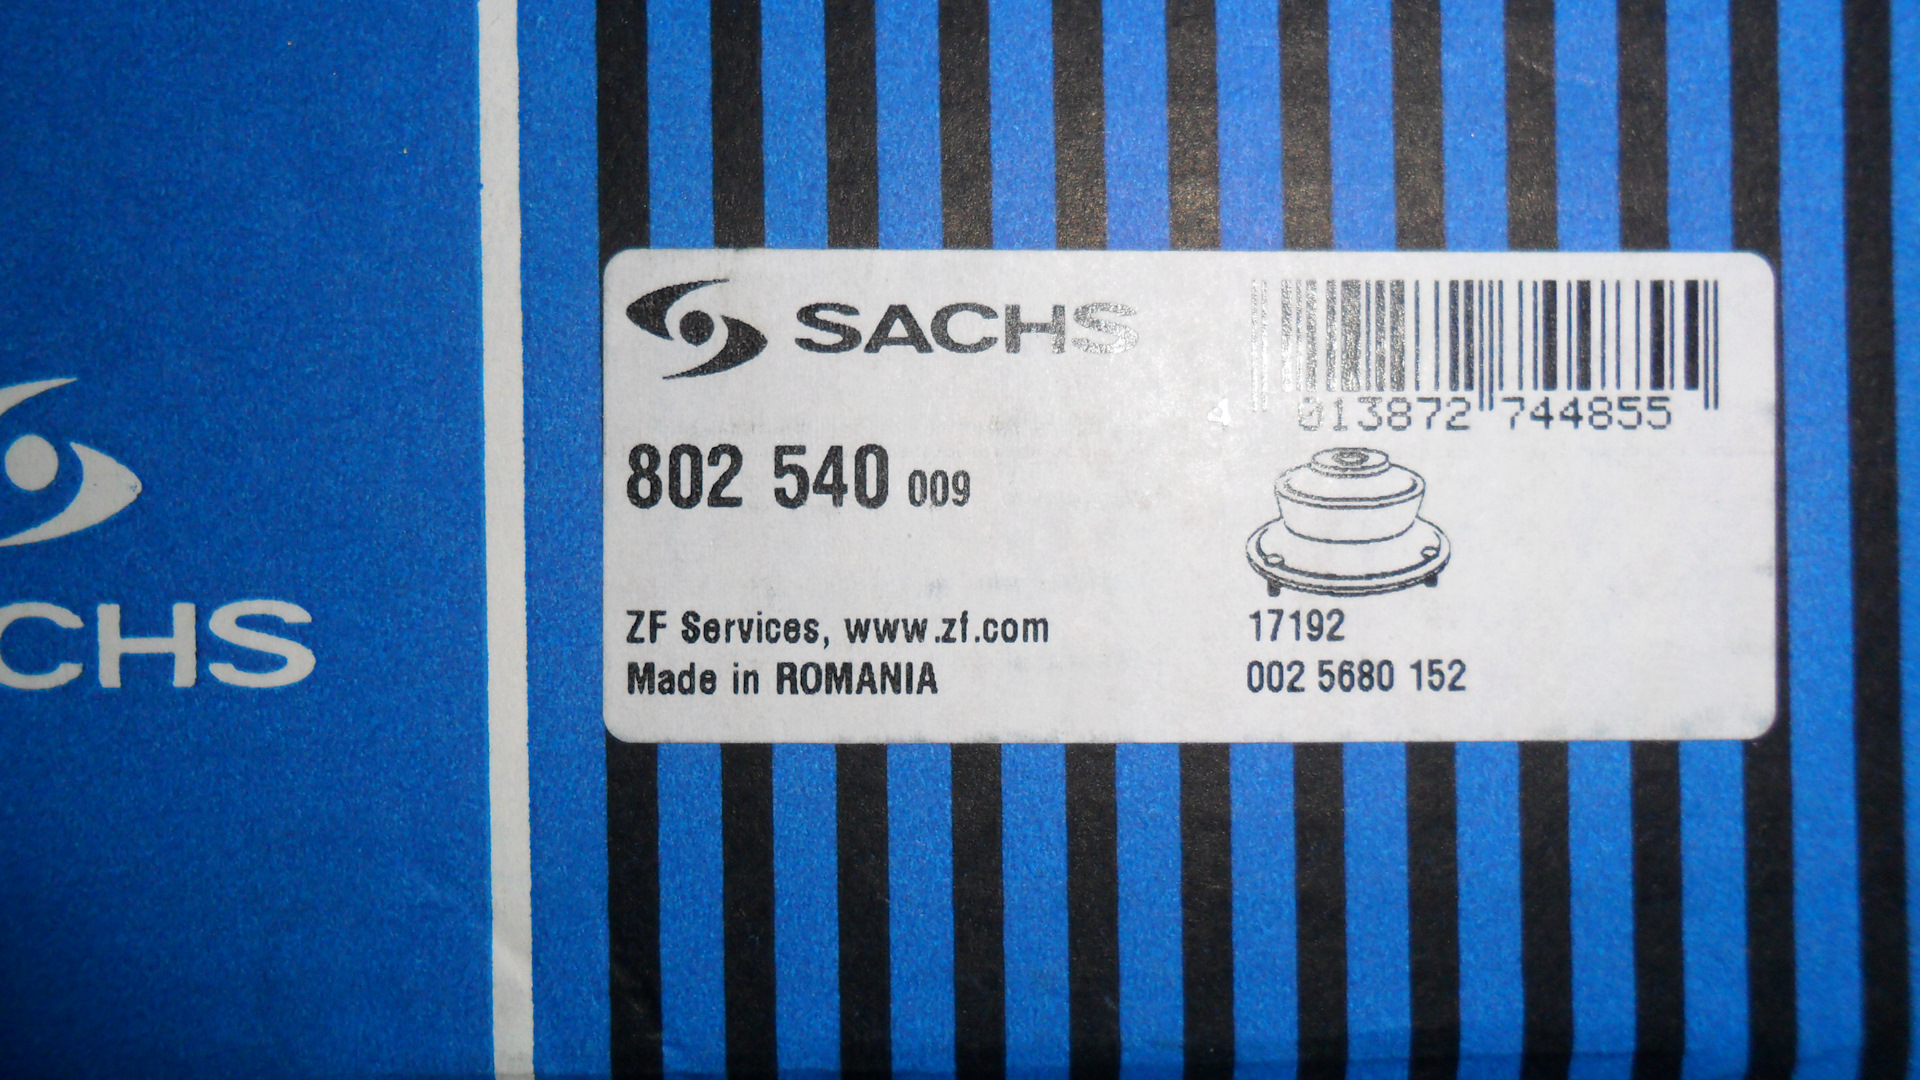 CHS
SACHS
4 013872 744855
802 540 009
ZF Services, www.zf.com
Made in ROMANIA
17192
002 5680 152